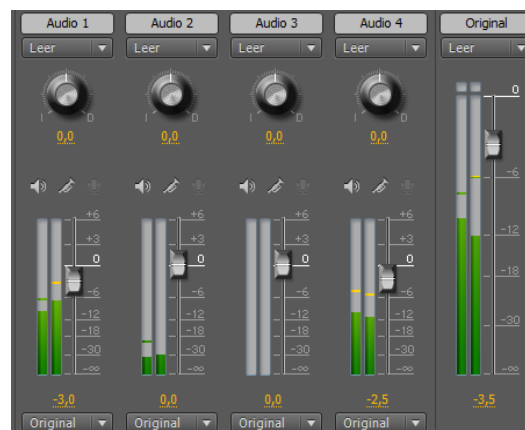 Audio 1 Audio 2 Audio 3 Audio 4 Original
Leer Leer Leer Leer Leer
0
I D I D I D I D
0,0 0,0 0,0 0,0
-6
+6 +6 +6 +6
-12
+3 +3 +3 +3
0 0 0 0
-18
-6 -6 -6 -6
-12 -12 -12 -12
-30
-18 -18 -18 -18
-30 -30 -30 -30
-∞ -∞ -∞ -∞ -∞
-3,0 0,0 0,0 -2,5 -3,5
Original Original Original Original